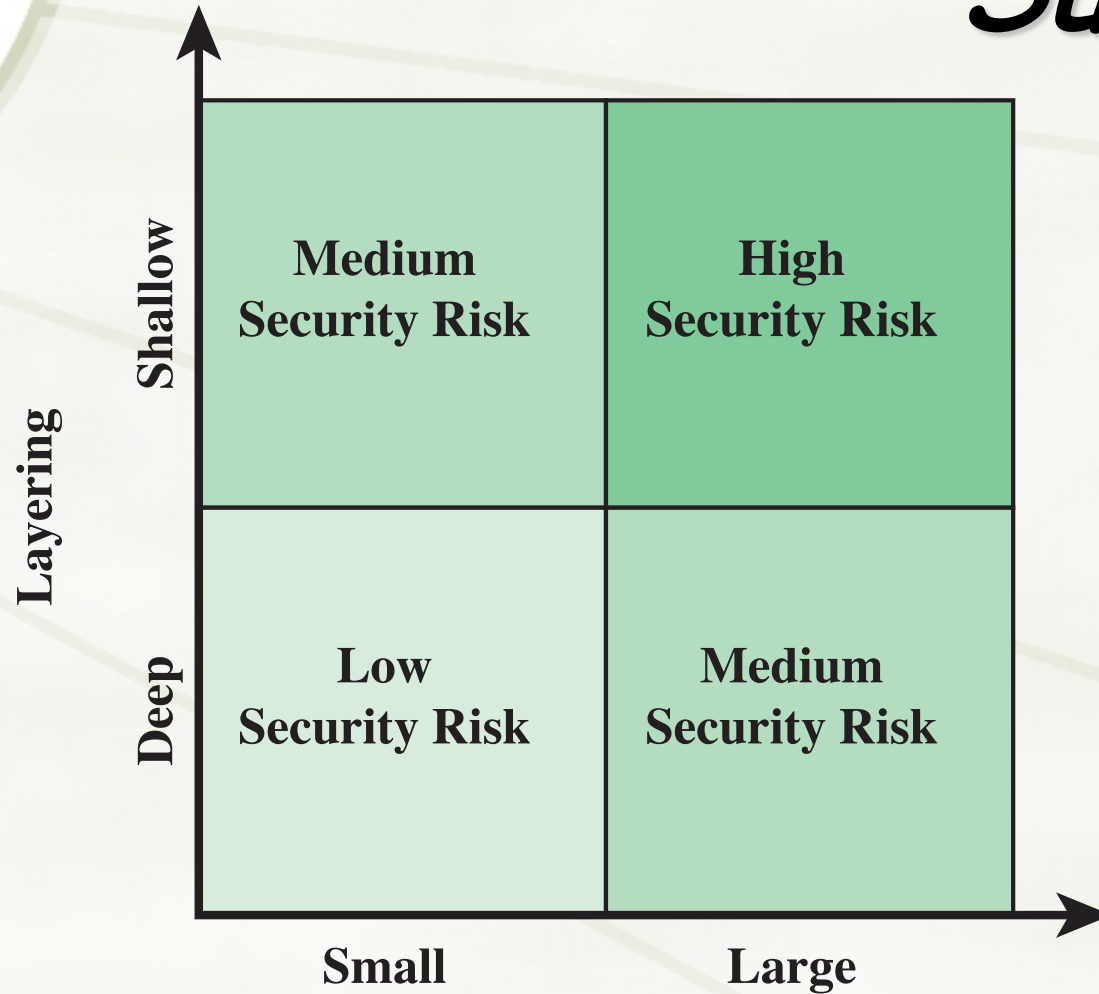 Shallow
Layering
Deep
Medium
Security Risk
High
Security Risk
Low
Security Risk
Medium
Security Risk
Small
Large